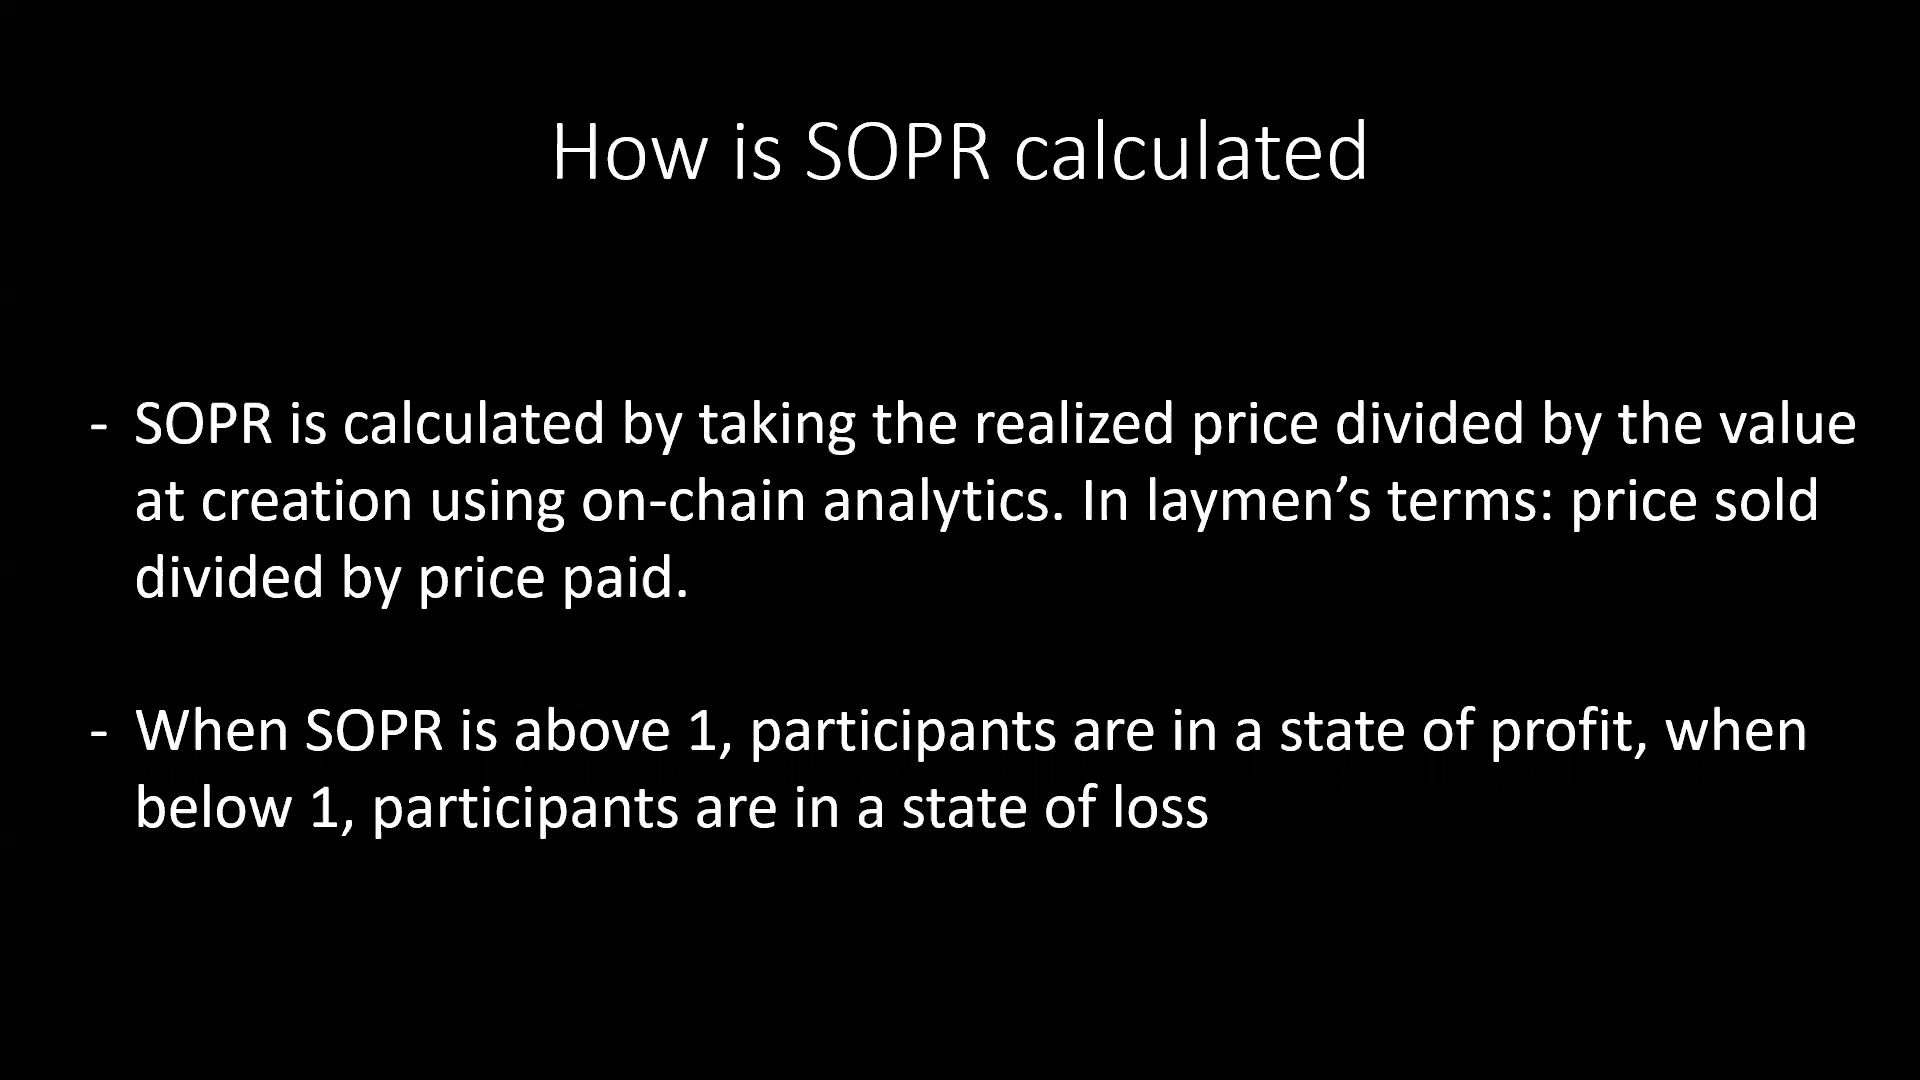 How is SOPR calculated
- SOPR is calculated by taking the realized price divided by the value
at creation using on-chain analytics. In laymen’s terms: price sold
divided by price paid.
- When SOPR is above 1, participants are in a state of profit, when
below 1, participants are in a state of loss